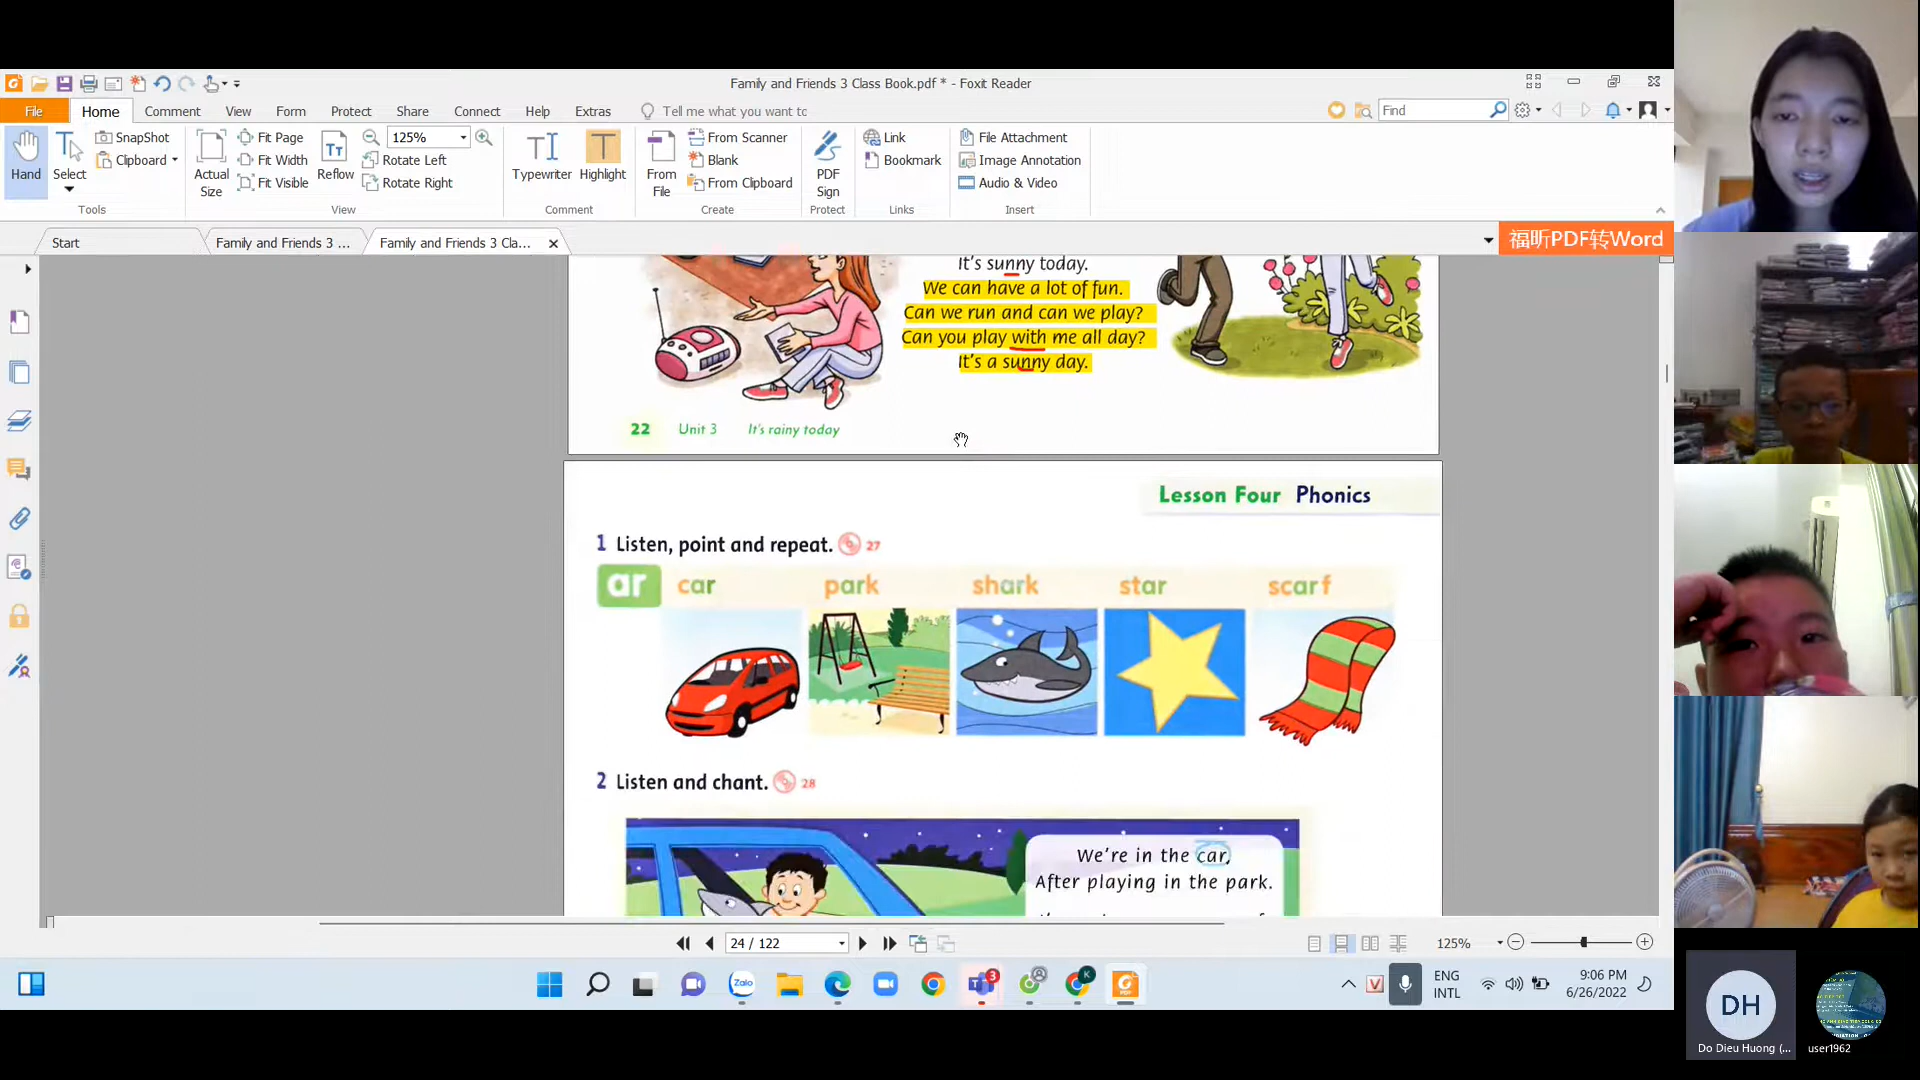 Family and Friends 3 Class Book.pdf * - Foxit Reader
File Home Comment View Form Protect Share Connect Help Extras Tell me what you want to Find
Hand
Select
SnapShot
Clipboard
Tools
Actual Size
Fit Page
Fit Width
Fit Visible
Reflow
125%
Rotate Left
Rotate Right
View
Typewriter
Highlight
Comment
From File
From Scanner
Blank
From Clipboard
Create
PDF Sign
Protect
Link
Bookmark
Links
File Attachment
Image Annotation
Audio & Video
Insert
Start Family and Friends 3 ... Family and Friends 3 Cla...
福昕PDF转Word
It's sunny today.
We can have a lot of fun.
Can we run and can we play?
Can you play with me all day?
It's a sunny day.
22 Unit 3 It's rainy today
Lesson Four Phonics
1 Listen, point and repeat. 27
ar car park shark star scarf
2 Listen and chant. 28
We're in the car,
After playing in the park.
24 / 122
125%
Zalo
3
K
V
ENG
INTL
9:06 PM
6/26/2022
DH
Do Dieu Huong (...
user1962